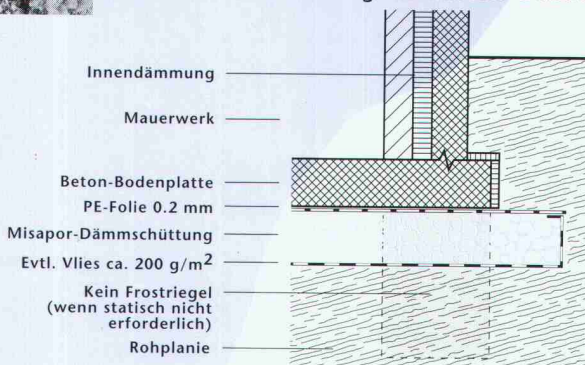 Innendämmung
Mauerwerk
Beton-Bodenplatte
PE-Folie 0.2 mm
Misapor-Dämmschüttung
Evtl. Vlies ca. 200 g/m²
Kein Frostriegel
(wenn statisch nicht
erforderlich)
Rohplanie